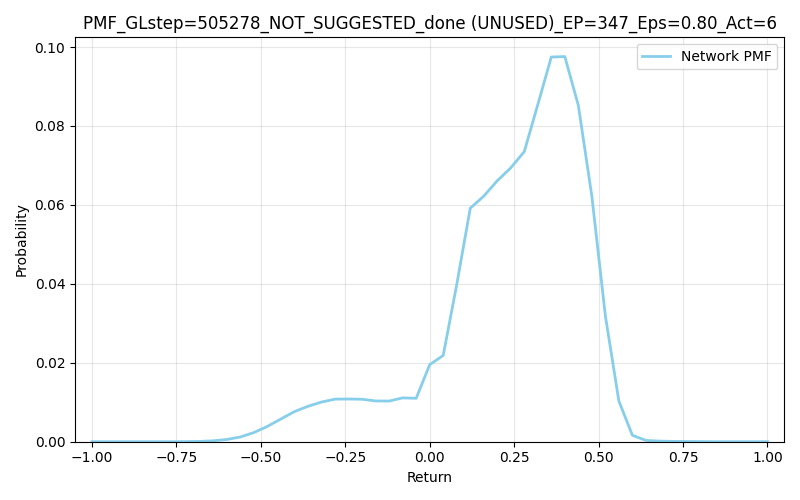 PMF_GLstep=505278_NOT_SUGGESTED_done (UNUSED)_EP=347_Eps=0.80_Act=6
Network PMF
Probability
0.10
0.08
0.06
0.04
0.02
0.00
−1.00 −0.75 −0.50 −0.25 0.00 0.25 0.50 0.75 1.00
Return